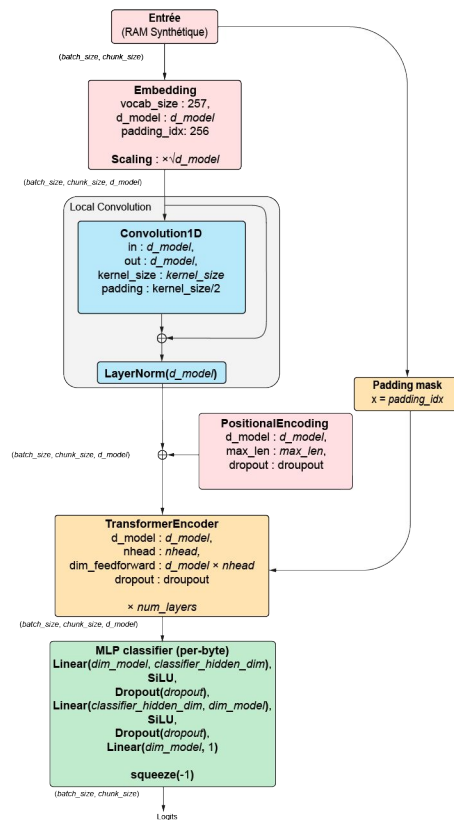 Entrée
(RAM Synthétique)
(batch_size, chunk_size)
Embedding
vocab_size : 257,
d_model : d_model
padding_idx: 256
Scaling : ×√d_model
(batch_size, chunk_size, d_model)
Local Convolution
Convolution1D
in : d_model,
out : d_model,
kernel_size : kernel_size
padding : kernel_size/2
LayerNorm(d_model)
Padding mask
x = padding_idx
PositionalEncoding
d_model : d_model,
max_len : max_len,
dropout : droupout
(batch_size, chunk_size, d_model)
TransformerEncoder
d_model : d_model,
nhead : nhead,
dim_feedforward : d_model × nhead
dropout : droupout
× num_layers
(batch_size, chunk_size, d_model)
MLP classifier (per-byte)
Linear(dim_model, classifier_hidden_dim),
SiLU,
Dropout(dropout),
Linear(classifier_hidden_dim, dim_model),
SiLU,
Dropout(dropout),
Linear(dim_model, 1)
squeeze(-1)
(batch_size, chunk_size)
Logits